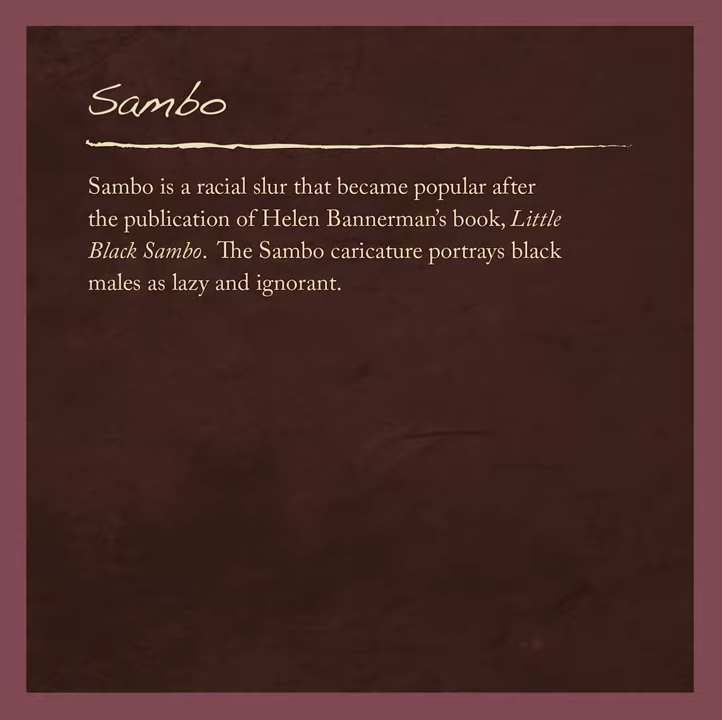 Sambo
Sambo is a racial slur that became popular after
the publication of Helen Bannerman’s book, Little
Black Sambo. The Sambo caricature portrays black
males as lazy and ignorant.